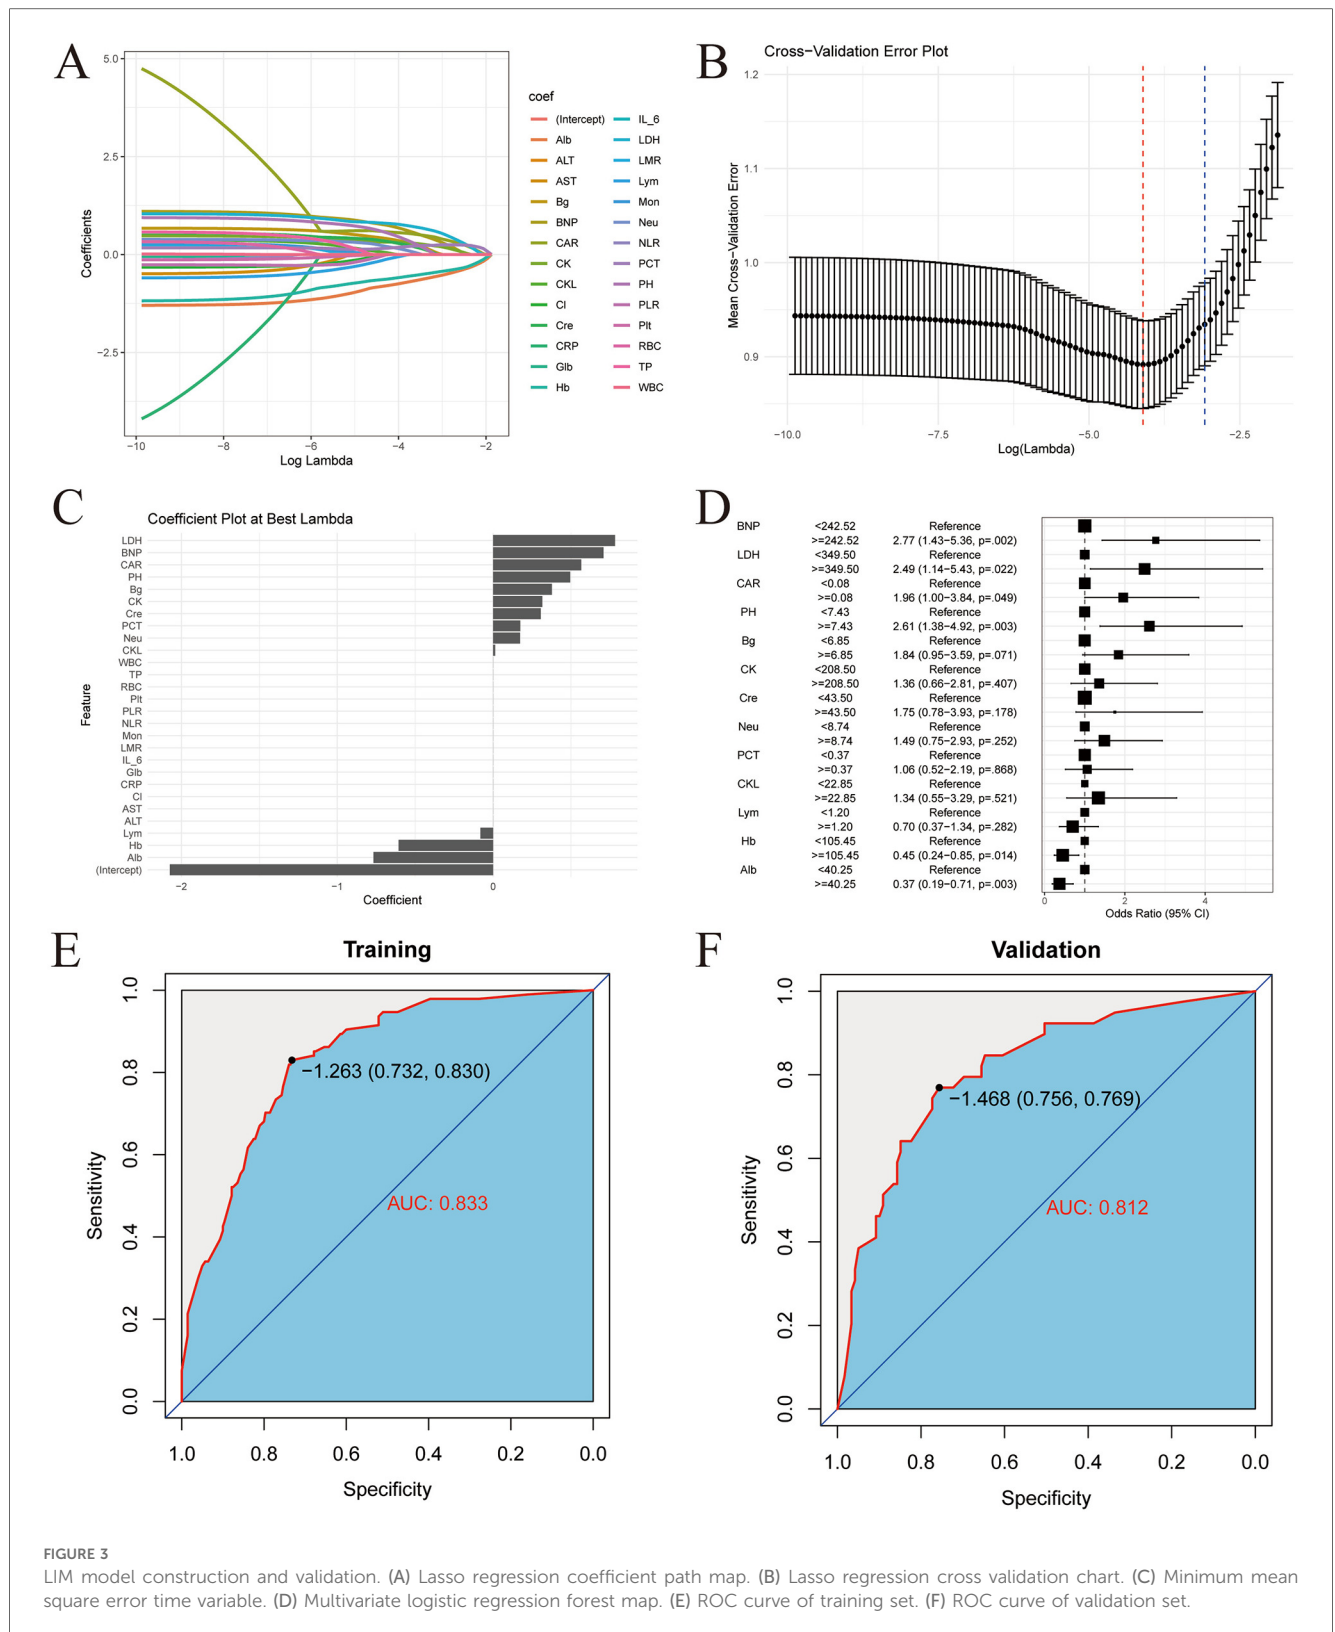 A
5.0
2.5
0.0
−2.5
−10
−8
−6
−4
−2
Coefficients
Log Lambda
coef
(Intercept)
Alb
ALT
AST
Bg
BNP
CAR
CK
CKL
Cl
Cre
CRP
Glb
Hb
IL_6
LDH
LMR
Lym
Mon
Neu
NLR
PCT
PH
PLR
Plt
RBC
TP
WBC
B
Cross−Validation Error Plot
1.2
1.1
1.0
0.9
Mean Cross−Validation Error
−10.0
−7.5
−5.0
−2.5
Log(Lambda)
C
Coefficient Plot at Best Lambda
LDH
BNP
CAR
PH
Bg
CK
Cre
PCT
Neu
CKL
WBC
TP
RBC
Plt
PLR
NLR
Mon
LMR
IL_6
Glb
CRP
Cl
AST
ALT
Lym
Hb
Alb
(Intercept)
Feature
−2
−1
0
Coefficient
D
BNP <242.52 Reference
>=242.52 2.77 (1.43−5.36, p=.002)
LDH <349.50 Reference
>=349.50 2.49 (1.14−5.43, p=.022)
CAR <0.08 Reference
>=0.08 1.96 (1.00−3.84, p=.049)
PH <7.43 Reference
>=7.43 2.61 (1.38−4.92, p=.003)
Bg <6.85 Reference
>=6.85 1.84 (0.95−3.59, p=.071)
CK <208.50 Reference
>=208.50 1.36 (0.66−2.81, p=.407)
Cre <43.50 Reference
>=43.50 1.75 (0.78−3.93, p=.178)
Neu <8.74 Reference
>=8.74 1.49 (0.75−2.93, p=.252)
PCT <0.37 Reference
>=0.37 1.06 (0.52−2.19, p=.868)
CKL <22.85 Reference
>=22.85 1.34 (0.55−3.29, p=.521)
Lym <1.20 Reference
>=1.20 0.70 (0.37−1.34, p=.282)
Hb <105.45 Reference
>=105.45 0.45 (0.24−0.85, p=.014)
Alb <40.25 Reference
>=40.25 0.37 (0.19−0.71, p=.003)
0 2 4
Odds Ratio (95% CI)
E
Training
1.0
0.8
0.6
0.4
0.2
0.0
Sensitivity
−1.263 (0.732, 0.830)
AUC: 0.833
1.0 0.8 0.6 0.4 0.2 0.0
Specificity
F
Validation
1.0
0.8
0.6
0.4
0.2
0.0
Sensitivity
−1.468 (0.756, 0.769)
AUC: 0.812
1.0 0.8 0.6 0.4 0.2 0.0
Specificity
FIGURE 3
LIM model construction and validation. (A) Lasso regression coefficient path map. (B) Lasso regression cross validation chart. (C) Minimum mean
square error time variable. (D) Multivariate logistic regression forest map. (E) ROC curve of training set. (F) ROC curve of validation set.